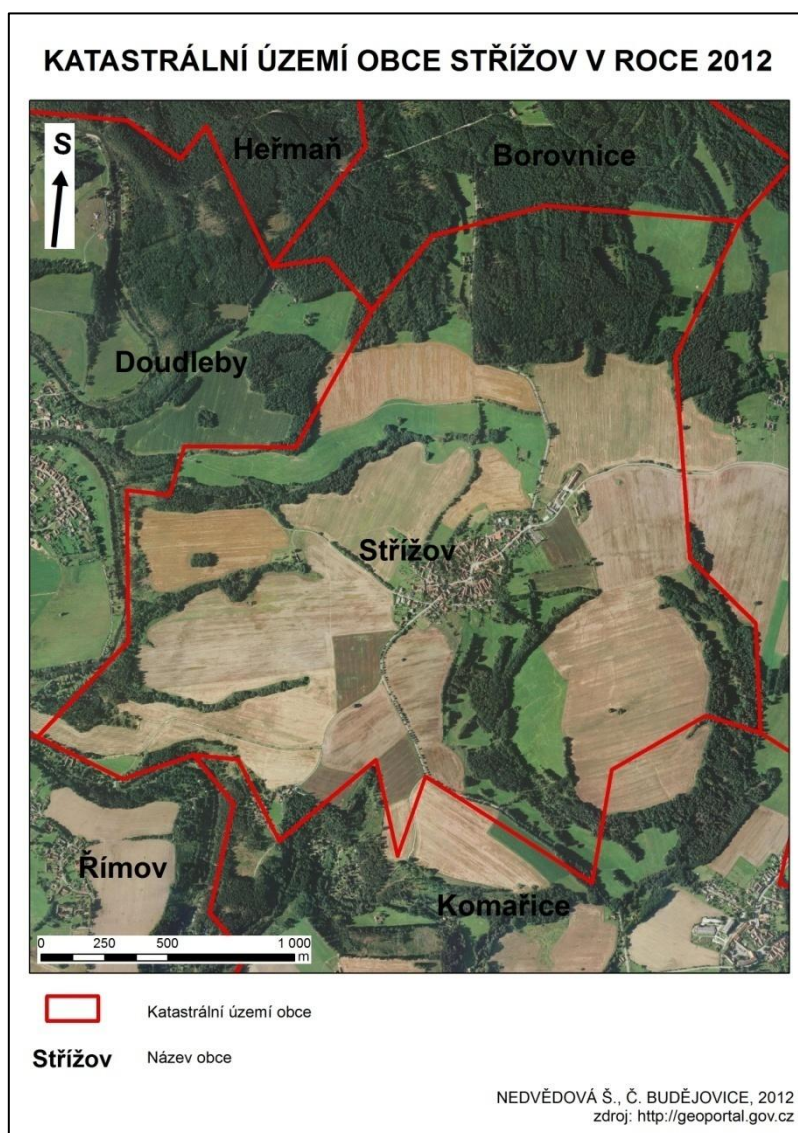 KATASTRÁLNÍ ÚZEMÍ OBCE STŘÍŽOV V ROCE 2012
S
Heřmaň
Borovnice
Doudleby
Střížov
Římov
Komařice
0 250 500 1 000
m
Katastrální území obce
Střížov Název obce
NEDVĚDOVÁ Š., Č. BUDĚJOVICE, 2012
zdroj: http://geoportal.gov.cz